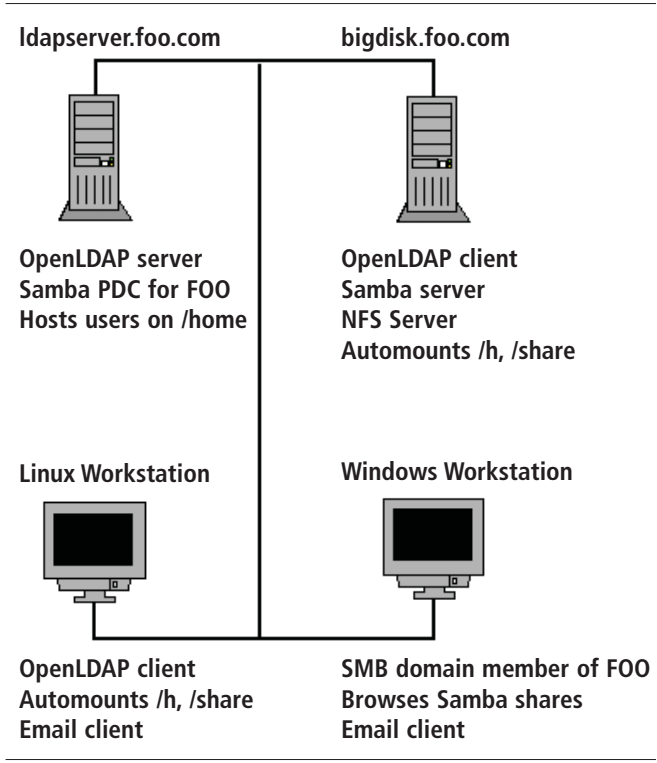 ldapserver.foo.com
bigdisk.foo.com
OpenLDAP server
Samba PDC for FOO
Hosts users on /home
OpenLDAP client
Samba server
NFS Server
Automounts /h, /share
Linux Workstation
Windows Workstation
OpenLDAP client
Automounts /h, /share
Email client
SMB domain member of FOO
Browses Samba shares
Email client